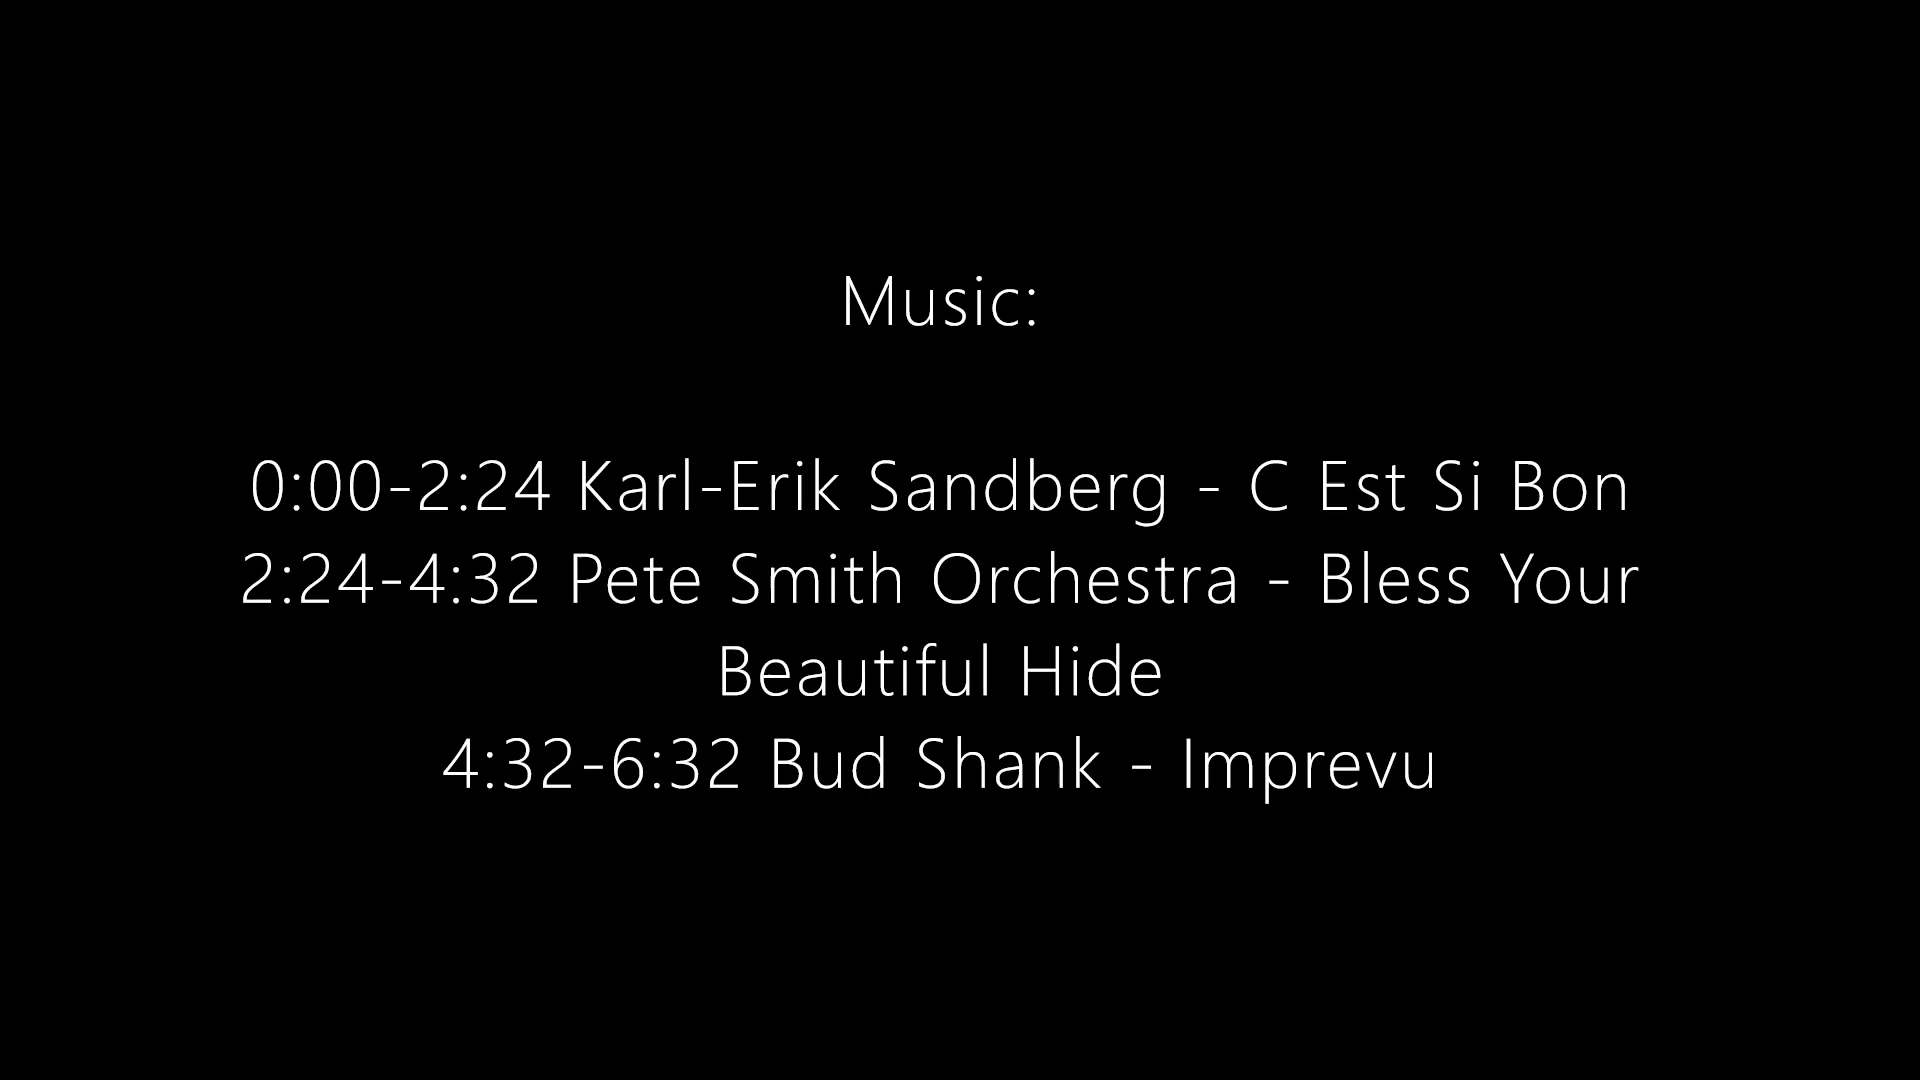 Music:
0:00-2:24 Karl-Erik Sandberg - C Est Si Bon
2:24-4:32 Pete Smith Orchestra - Bless Your
Beautiful Hide
4:32-6:32 Bud Shank - Imprevu